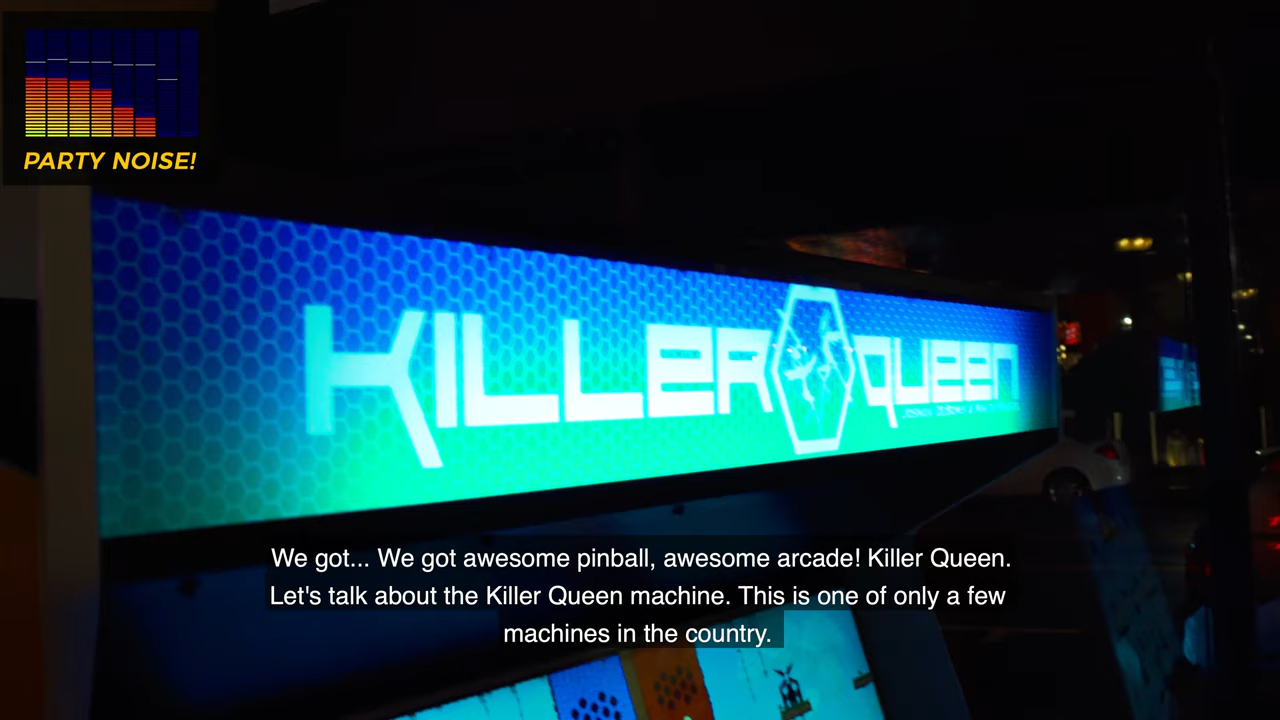 PARTY NOISE!
KILLER QUEEN
We got... We got awesome pinball, awesome arcade! Killer Queen.
Let's talk about the Killer Queen machine. This is one of only a few
machines in the country.